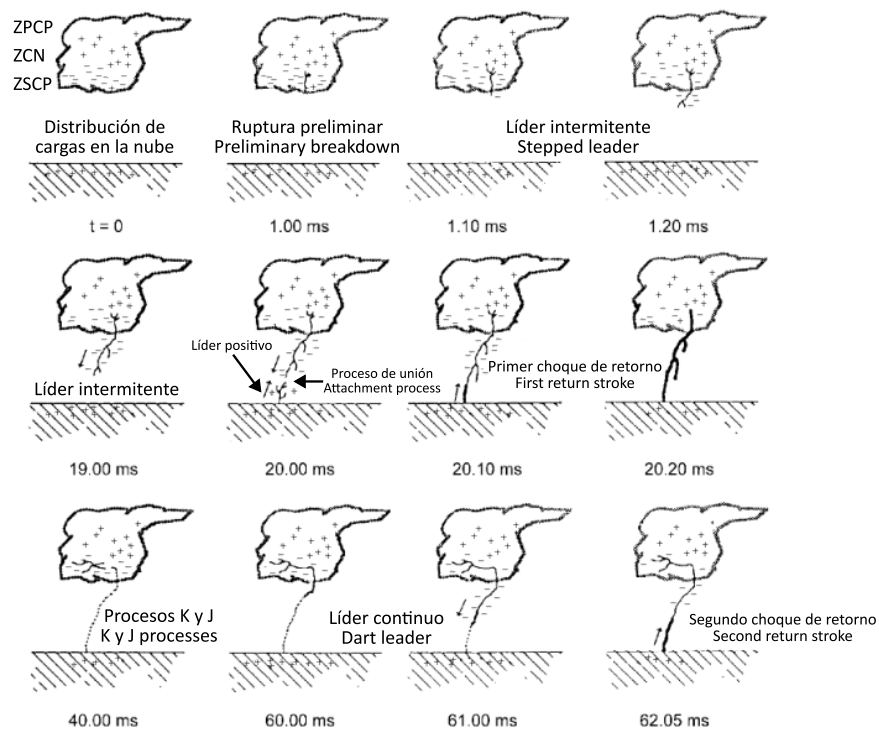 ZPCP
ZCN
ZSCP
Distribución de
cargas en la nube
Ruptura preliminar
Preliminary breakdown
Líder intermitente
Stepped leader
t = 0
1.00 ms
1.10 ms
1.20 ms
Líder intermitente
Líder positivo
Proceso de unión
Attachment process
Primer choque de retorno
First return stroke
19.00 ms
20.00 ms
20.10 ms
20.20 ms
Procesos K y J
K y J processes
Líder continuo
Dart leader
Segundo choque de retorno
Second return stroke
40.00 ms
60.00 ms
61.00 ms
62.05 ms